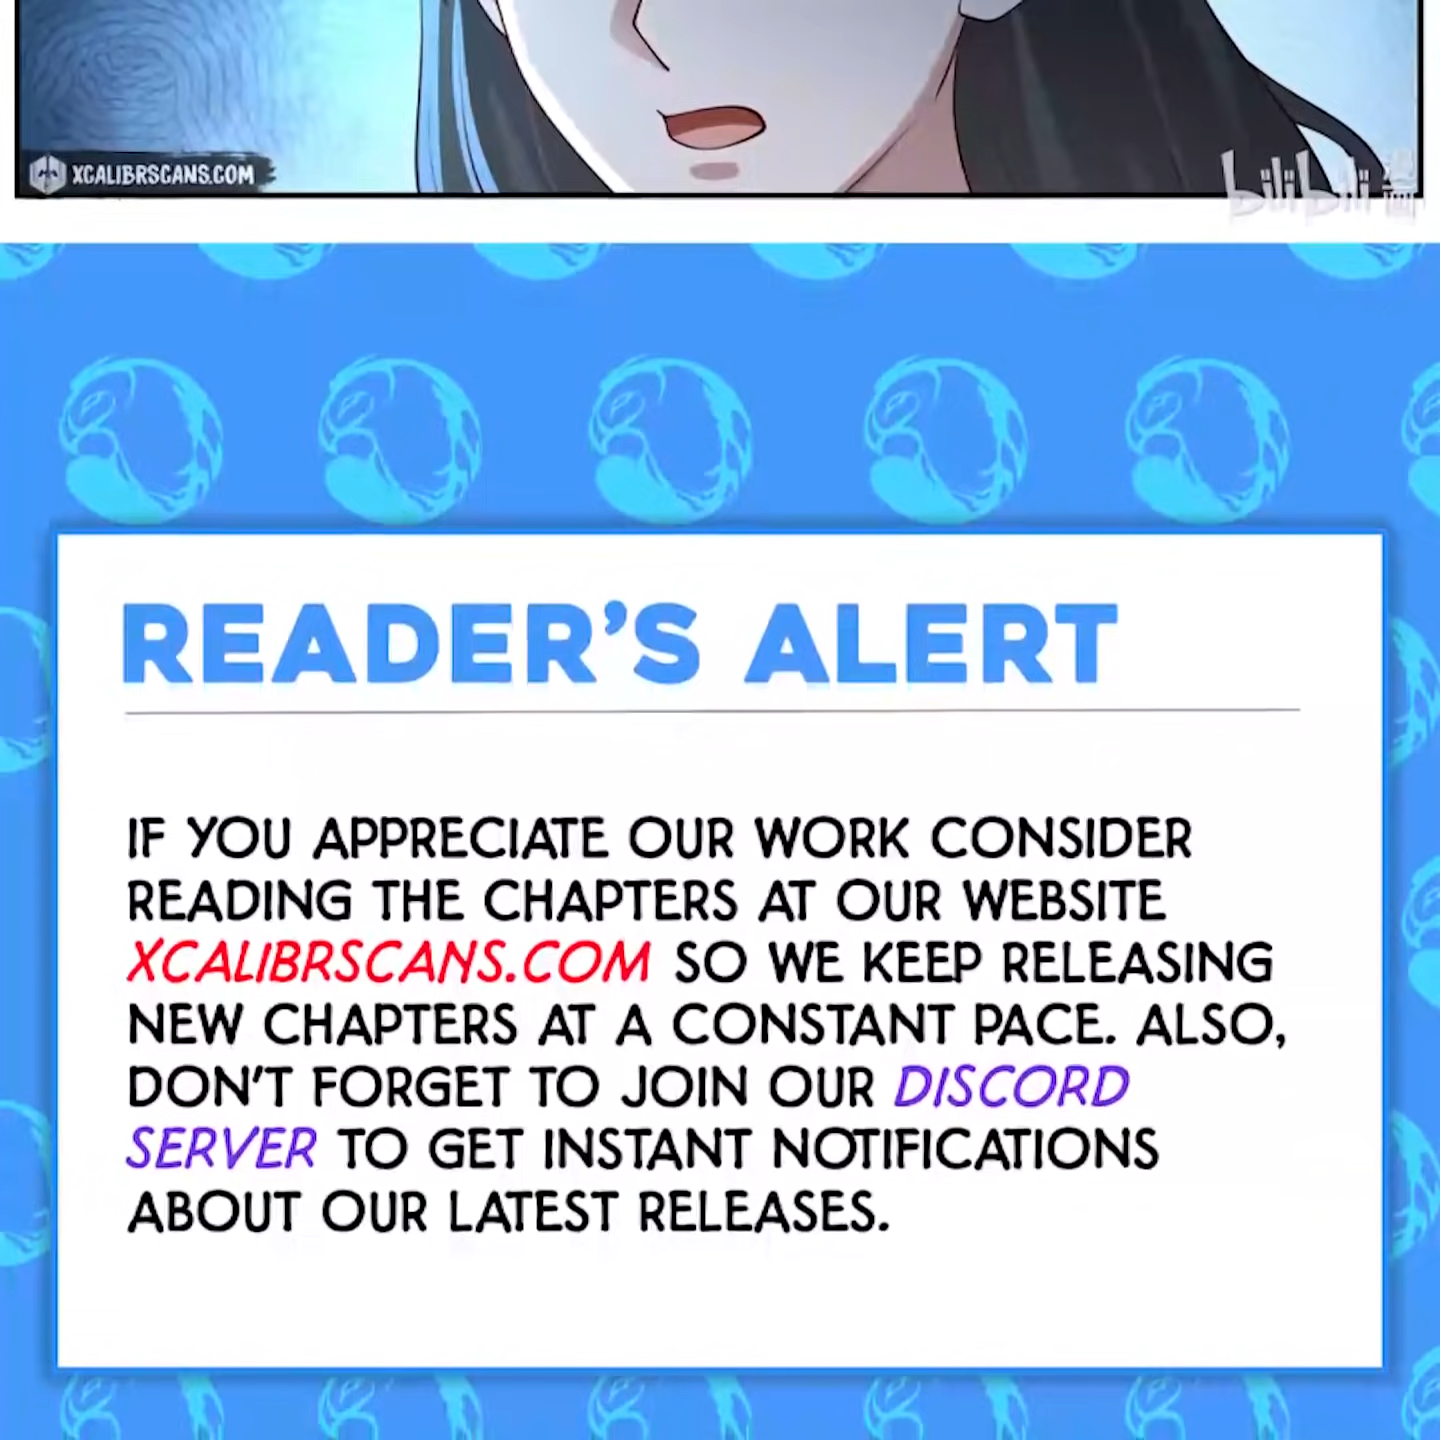 XCALIBRSCANS.COM
bilibili 漫画
READER'S ALERT
IF YOU APPRECIATE OUR WORK CONSIDER
READING THE CHAPTERS AT OUR WEBSITE
XCALIBRSCANS.COM SO WE KEEP RELEASING
NEW CHAPTERS AT A CONSTANT PACE. ALSO,
DON'T FORGET TO JOIN OUR DISCORD
SERVER TO GET INSTANT NOTIFICATIONS
ABOUT OUR LATEST RELEASES.